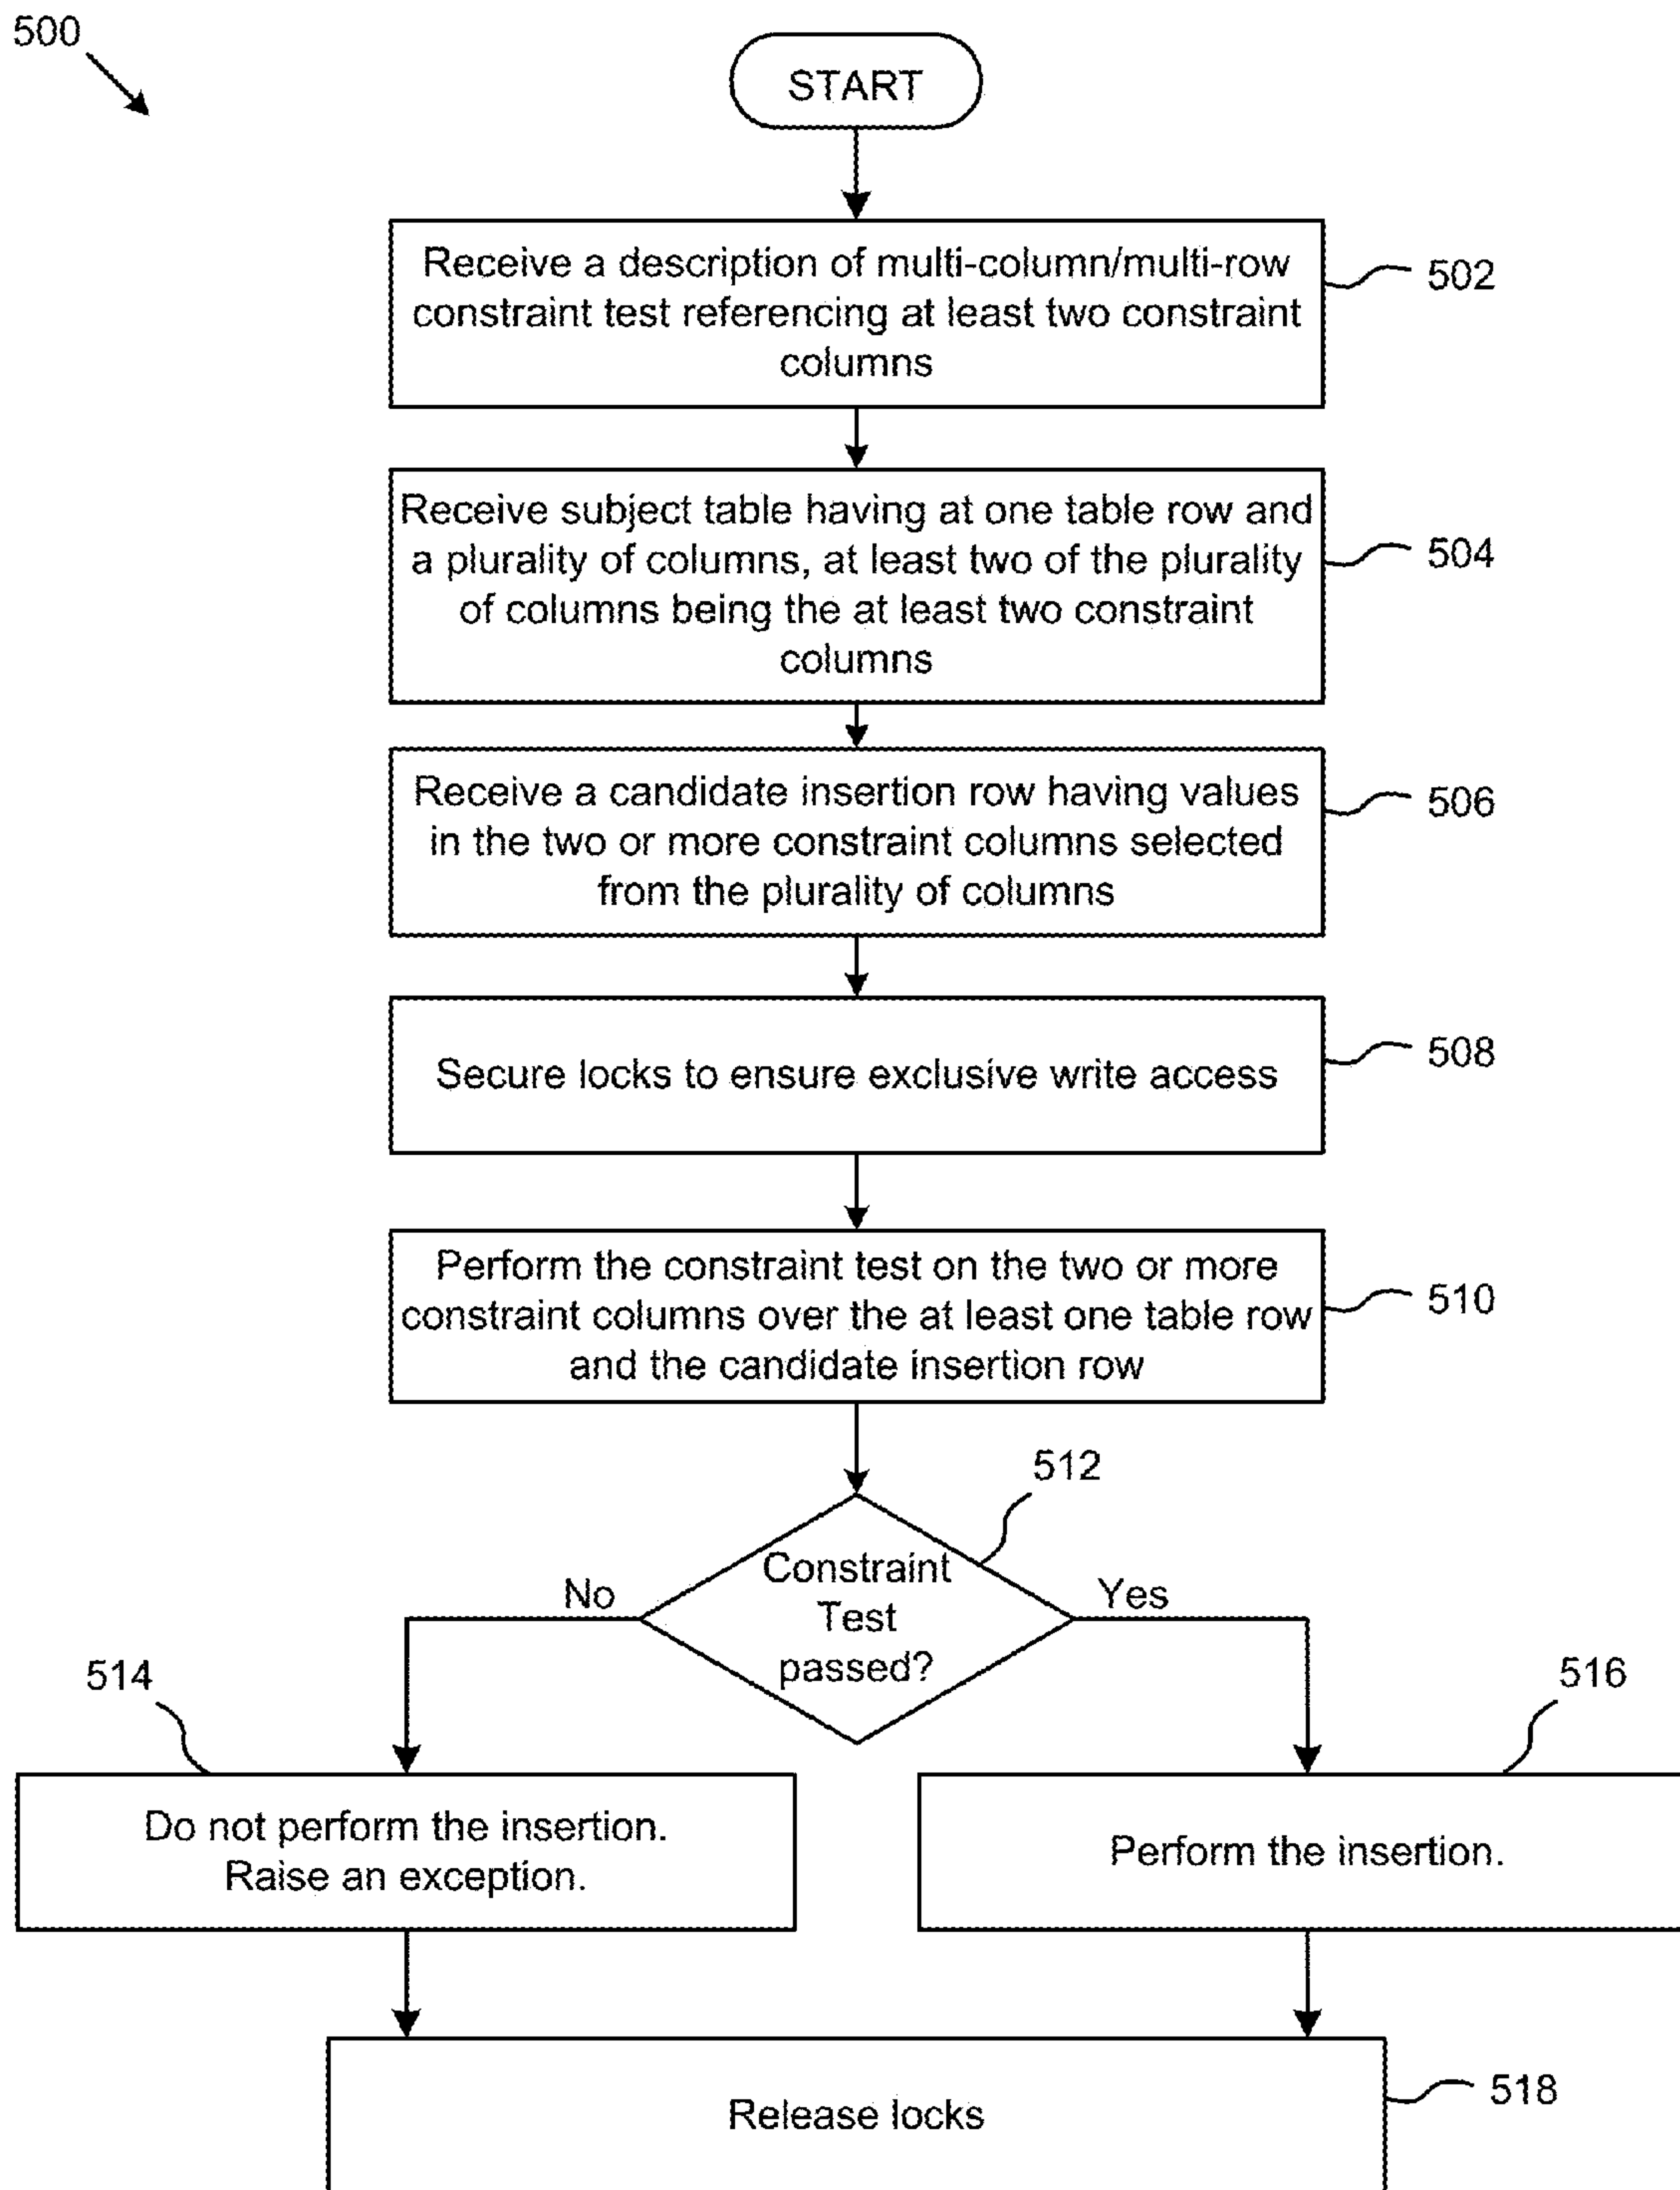 500
START
Receive a description of multi-column/multi-row
constraint test referencing at least two constraint
columns
502
Receive subject table having at one table row and
a plurality of columns, at least two of the plurality
of columns being the at least two constraint
columns
504
Receive a candidate insertion row having values
in the two or more constraint columns selected
from the plurality of columns
506
Secure locks to ensure exclusive write access
508
Perform the constraint test on the two or more
constraint columns over the at least one table row
and the candidate insertion row
510
512
Constraint
Test
passed?
No
Yes
514
516
Do not perform the insertion.
Raise an exception.
Perform the insertion.
Release locks
518